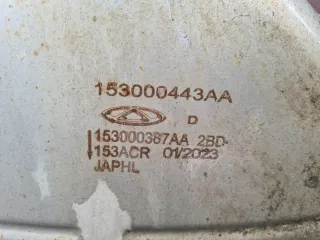 153000443AA
D
153000387AA 2BD
153ACR 01/2023
JAPHL